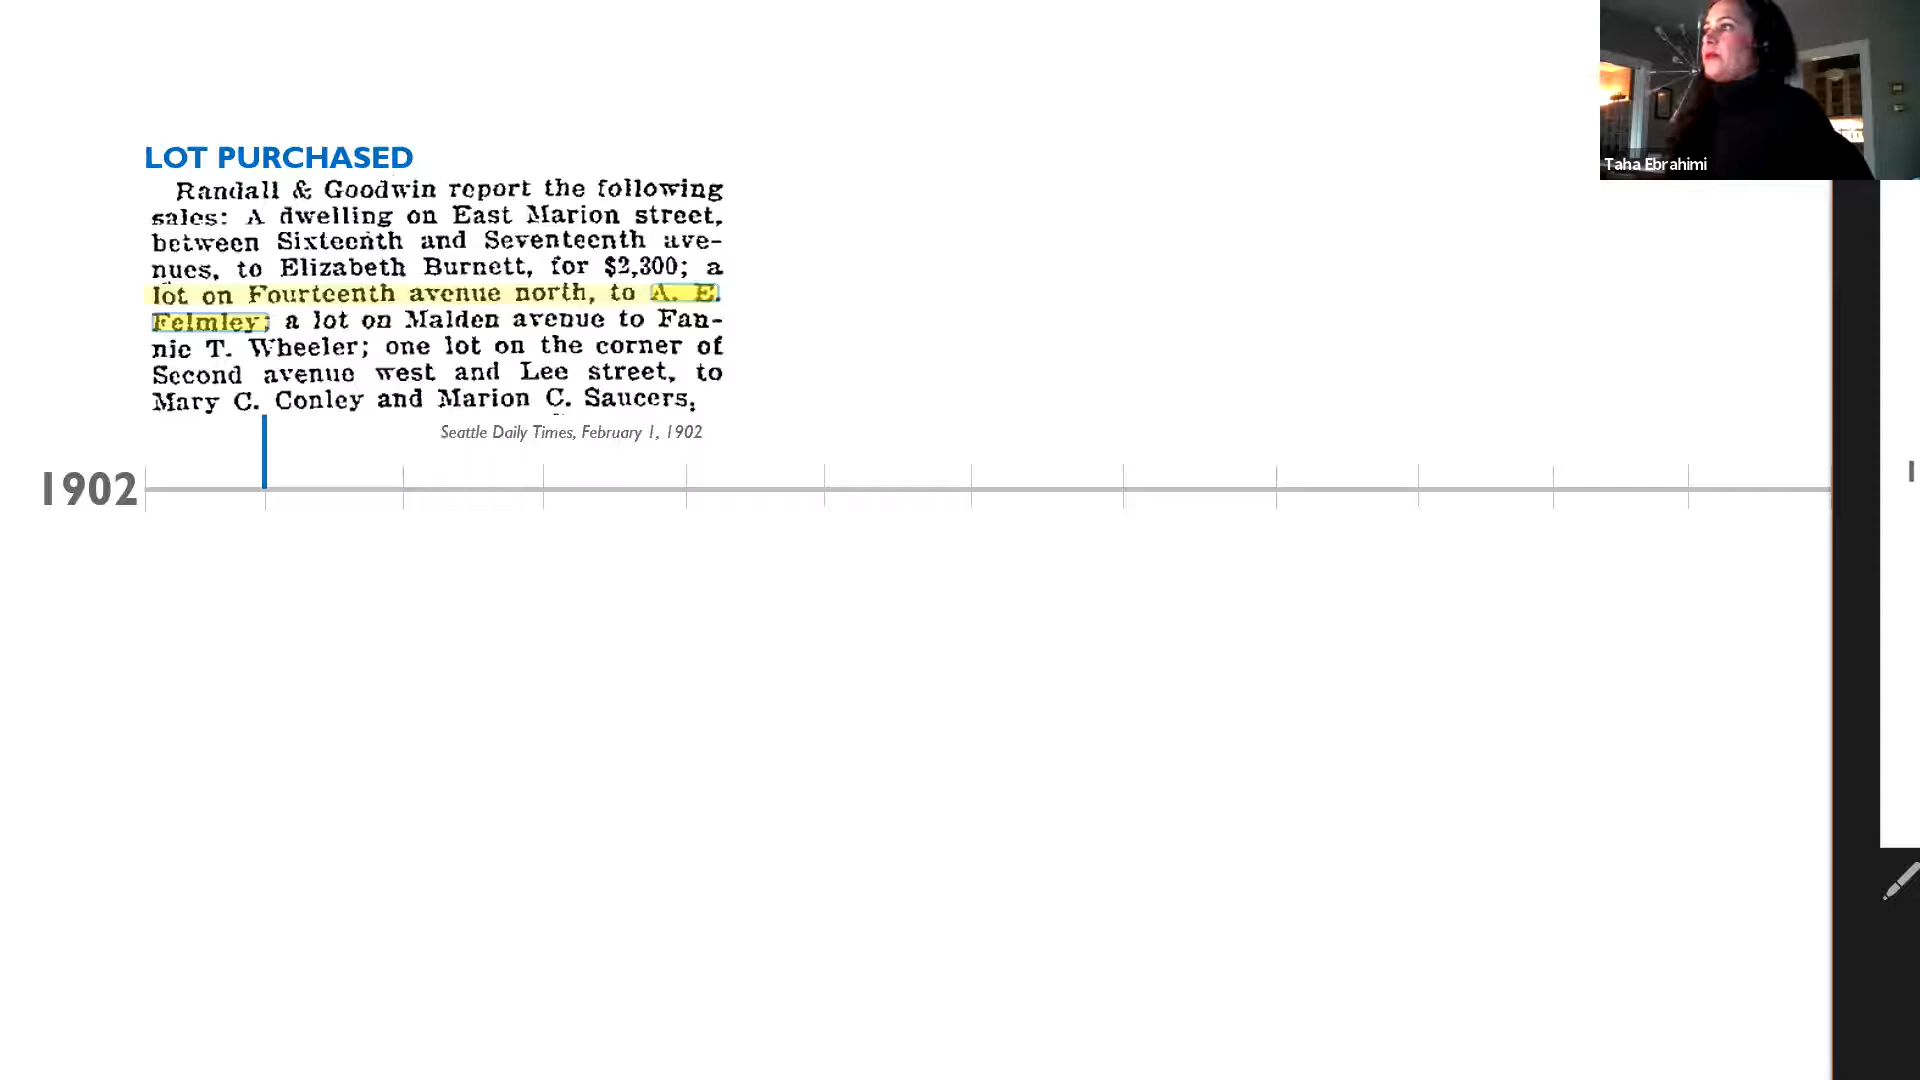 Taha Ebrahimi
LOT PURCHASED
Randall & Goodwin report the following
sales: A dwelling on East Marion street,
between Sixteenth and Seventeenth ave-
nues, to Elizabeth Burnett, for $2,300; a
lot on Fourteenth avenue north, to A. E.
Felmley; a lot on Malden avenue to Fan-
nie T. Wheeler; one lot on the corner of
Second avenue west and Lee street, to
Mary C. Conley and Marion C. Saucers,
Seattle Daily Times, February 1, 1902
1902